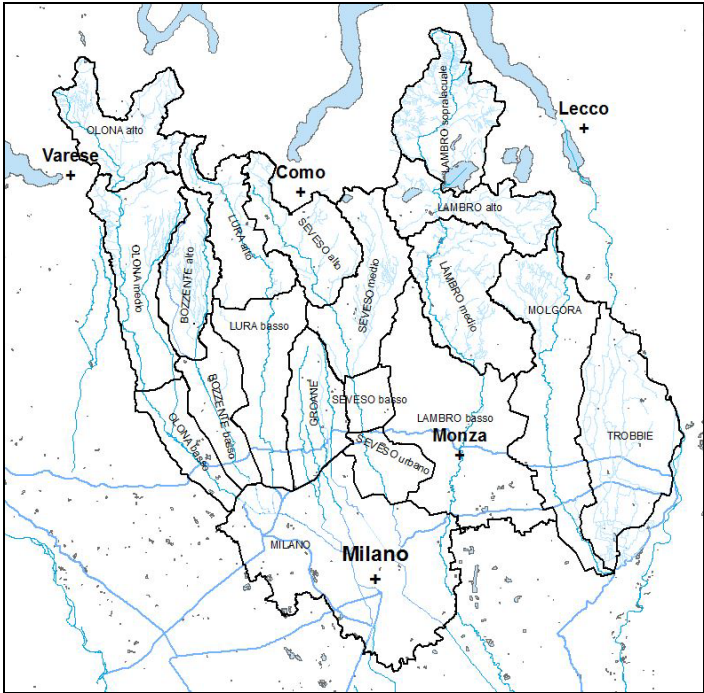 LAMBRO sopralacuale
Lecco
OLONA alto
Varese
Como
LAMBRO alto
LURA alto
SEVESO alto
OLONA medio
BOZZENTE alto
SEVESO medio
LAMBRO medio
MOLGORA
LURA basso
GROANE
SEVESO basso
LAMBRO basso
BOZZENTE basso
OLONA basso
SEVESO urbano
Monza
TROBBIE
MILANO
Milano